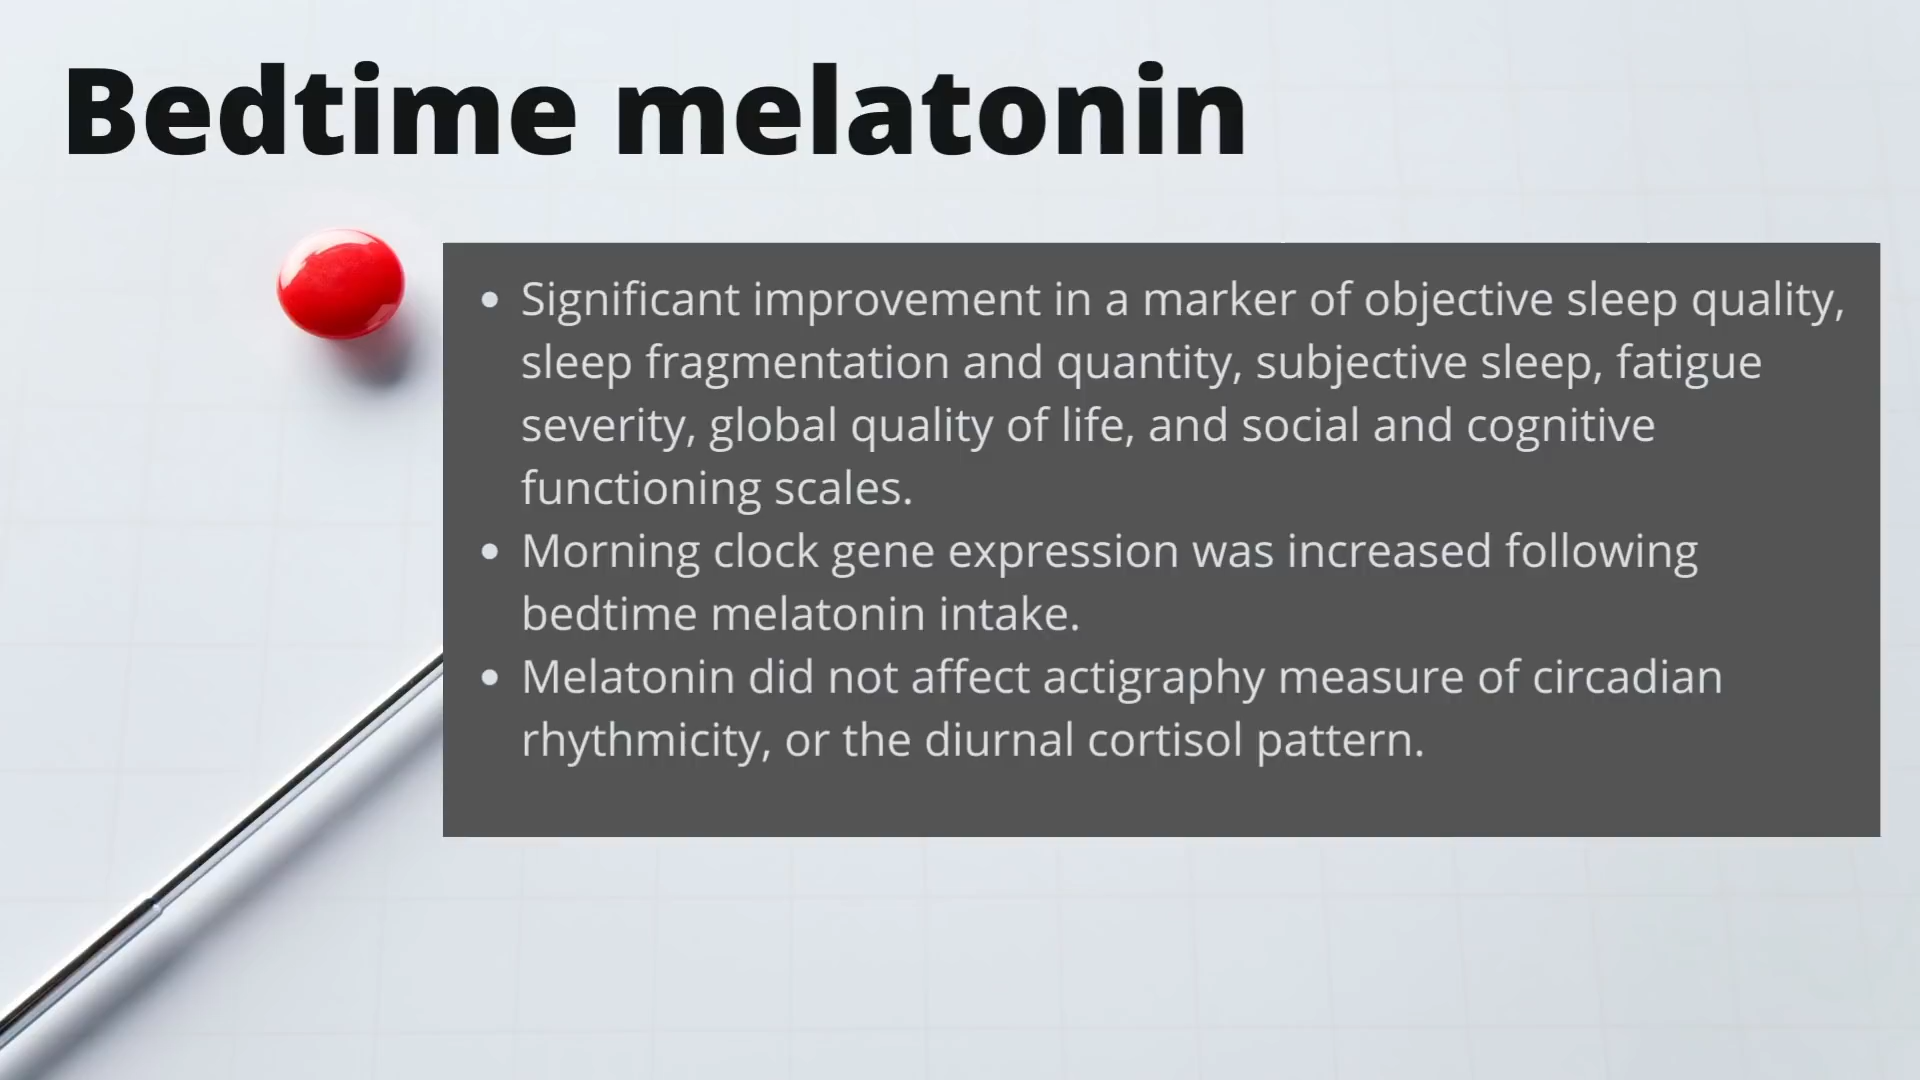 Bedtime melatonin
• Significant improvement in a marker of objective sleep quality,
sleep fragmentation and quantity, subjective sleep, fatigue
severity, global quality of life, and social and cognitive
functioning scales.
• Morning clock gene expression was increased following
bedtime melatonin intake.
• Melatonin did not affect actigraphy measure of circadian
rhythmicity, or the diurnal cortisol pattern.